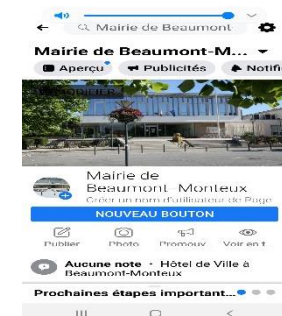 Mairie de Beaumont
Mairie de Beaumont-M...
Aperçu Publicités Notifi
IMMOBILIER
Mairie de
Beaumont-Monteux
Créer un nom d'utilisateur de Page
NOUVEAU BOUTON
Publier Photo Promouv Voir en t
Aucune note · Hôtel de Ville à
Beaumont-Monteux
Prochaines étapes important...